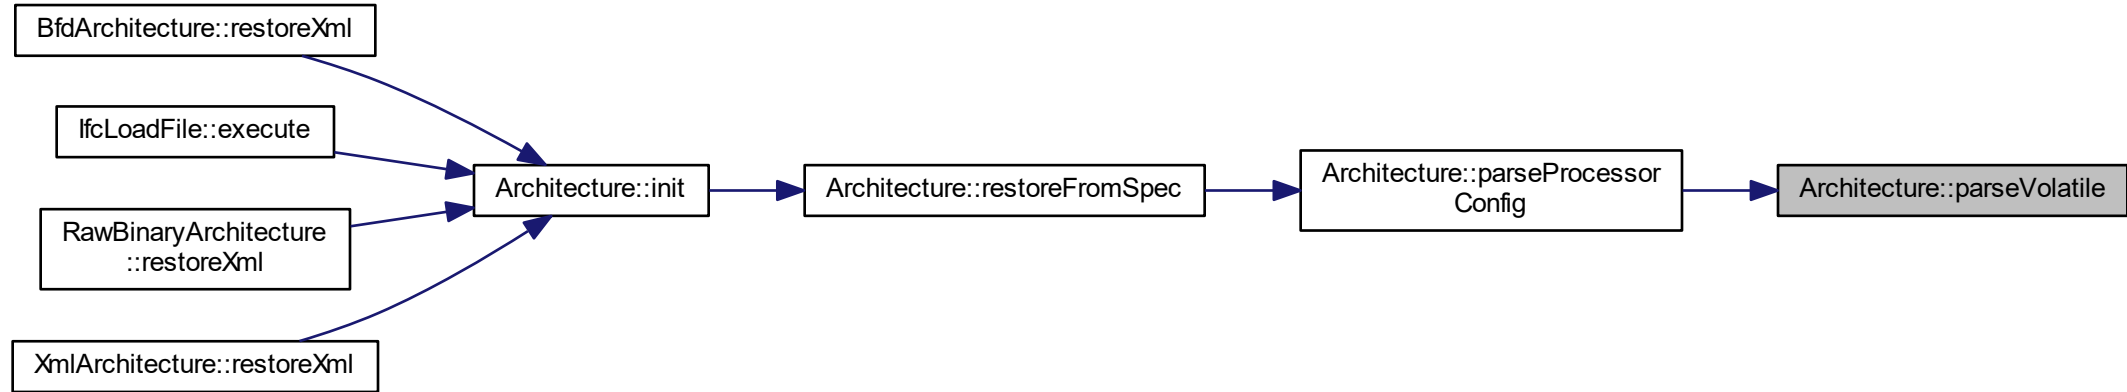 BfdArchitecture::restoreXml
IfcLoadFile::execute
RawBinaryArchitecture
::restoreXml
XmlArchitecture::restoreXml
Architecture::init
Architecture::restoreFromSpec
Architecture::parseProcessor
Config
Architecture::parseVolatile